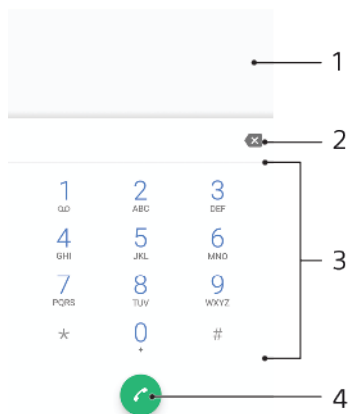 1
2
1 2 3
ABC DEF
4 5 6
GHI JKL MNO
3
7 8 9
PQRS TUV WXYZ
* 0 #
+
4